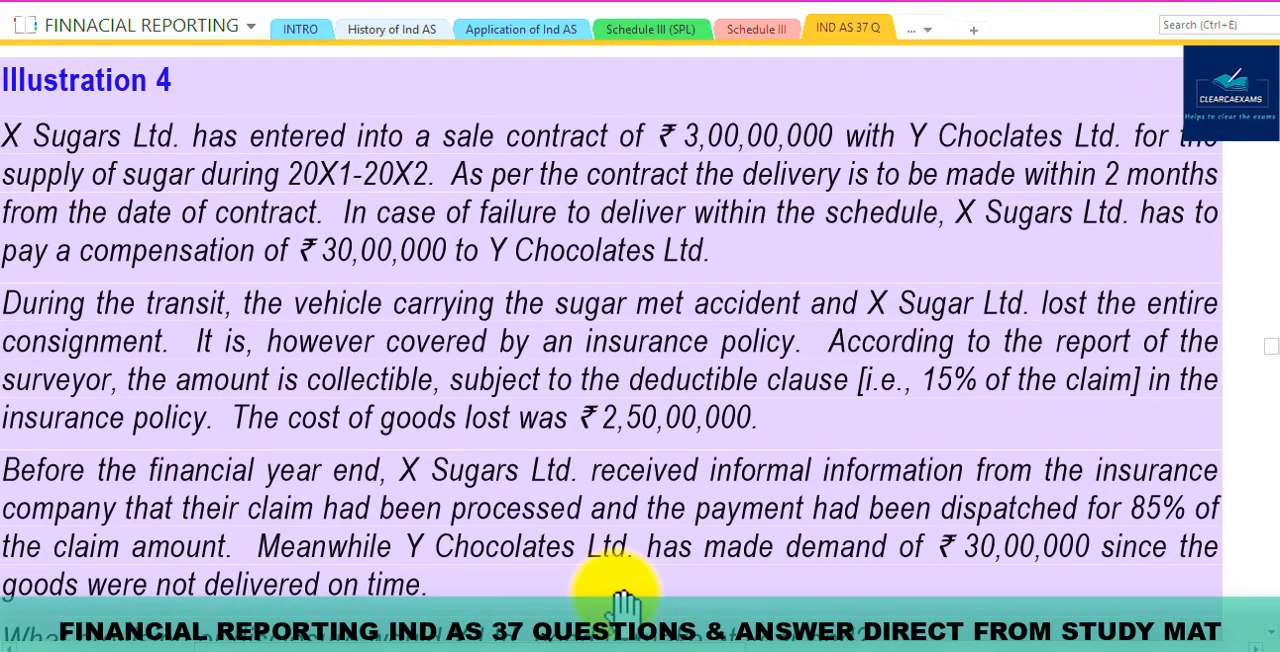 FINNACIAL REPORTING
INTRO
History of Ind AS
Application of Ind AS
Schedule III (SPL)
Schedule III
IND AS 37 Q
...
+
Search (Ctrl+E)
CLEARCAEXAMS
Helps to clear the exams
Illustration 4
X Sugars Ltd. has entered into a sale contract of ₹ 3,00,00,000 with Y Choclates Ltd. for the
supply of sugar during 20X1-20X2. As per the contract the delivery is to be made within 2 months
from the date of contract. In case of failure to deliver within the schedule, X Sugars Ltd. has to
pay a compensation of ₹ 30,00,000 to Y Chocolates Ltd.
During the transit, the vehicle carrying the sugar met accident and X Sugar Ltd. lost the entire
consignment. It is, however covered by an insurance policy. According to the report of the
surveyor, the amount is collectible, subject to the deductible clause [i.e., 15% of the claim] in the
insurance policy. The cost of goods lost was ₹ 2,50,00,000.
Before the financial year end, X Sugars Ltd. received informal information from the insurance
company that their claim had been processed and the payment had been dispatched for 85% of
the claim amount. Meanwhile Y Chocolates Ltd. has made demand of ₹ 30,00,000 since the
goods were not delivered on time.
What
FINANCIAL REPORTING IND AS 37 QUESTIONS & ANSWER DIRECT FROM STUDY MAT